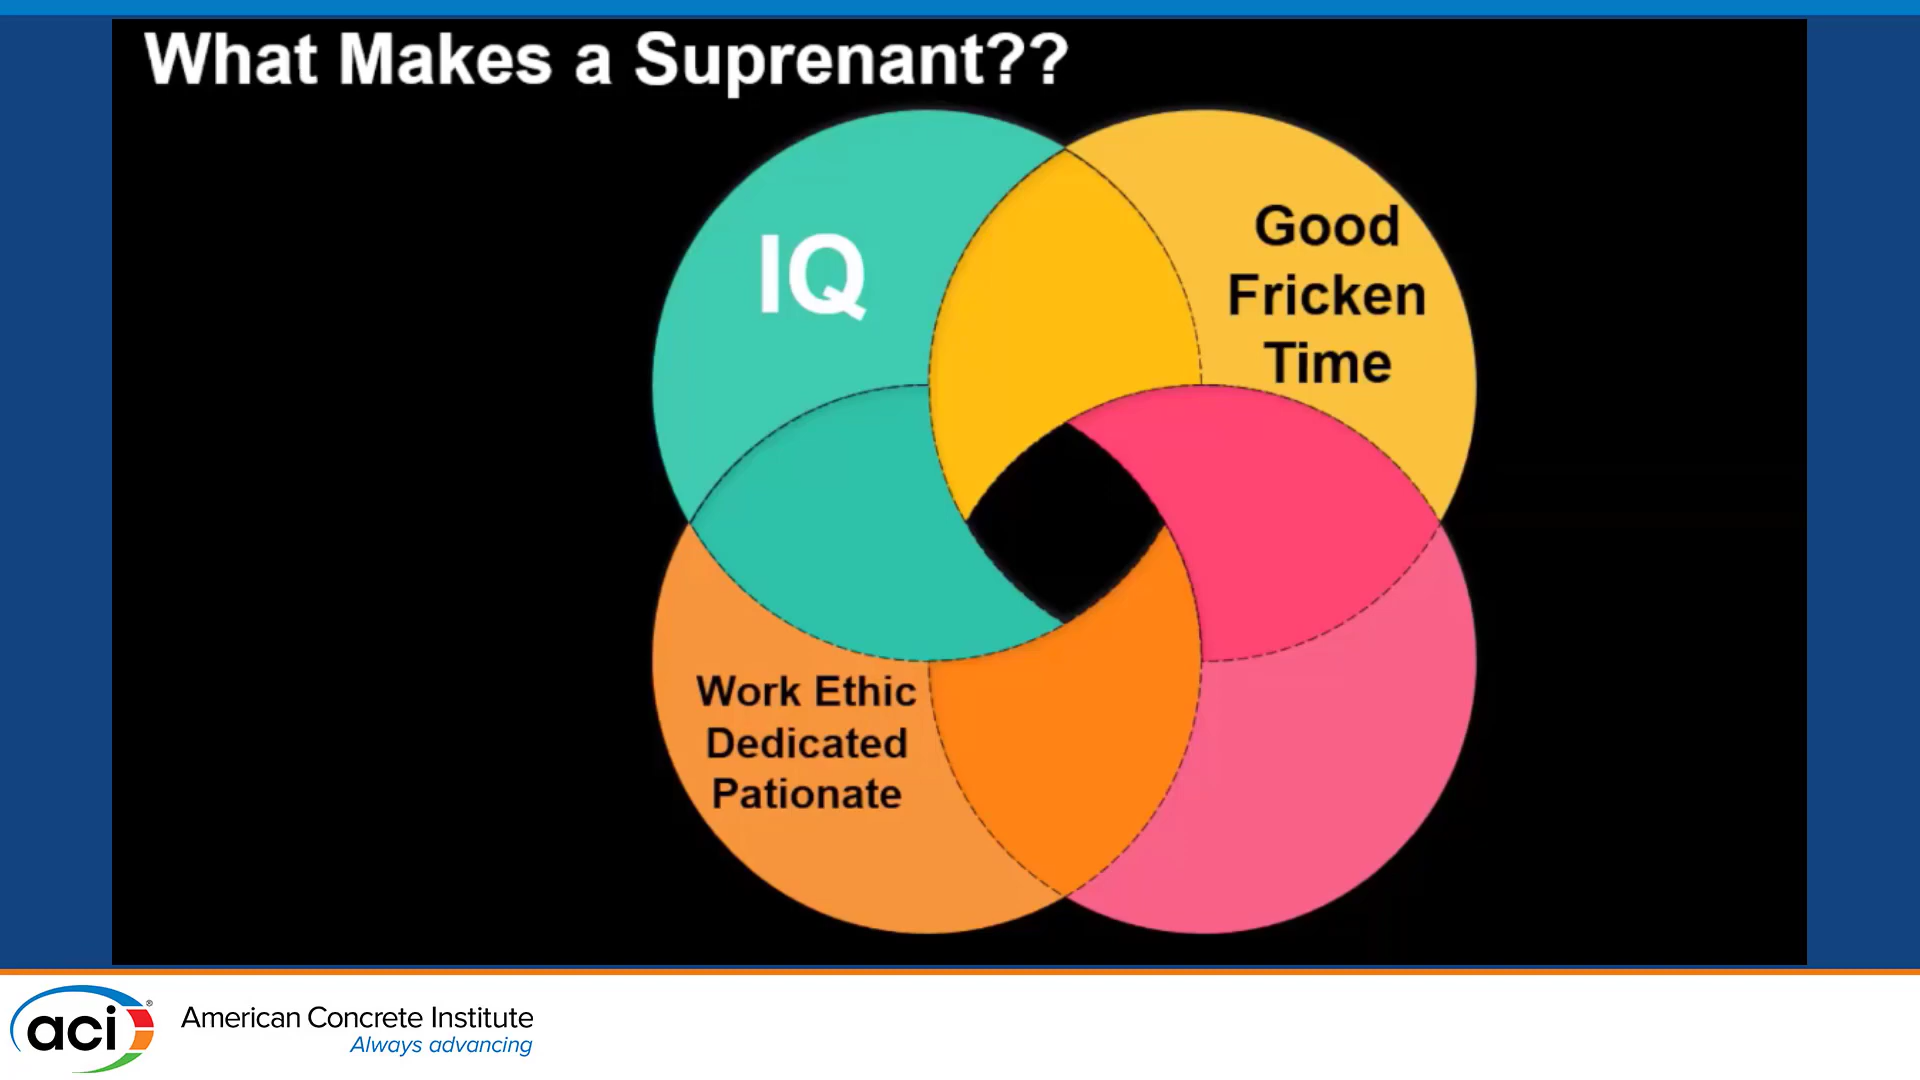 What Makes a Suprenant??
IQ
Good
Fricken
Time
Work Ethic
Dedicated
Pationate
aci®
American Concrete Institute
Always advancing